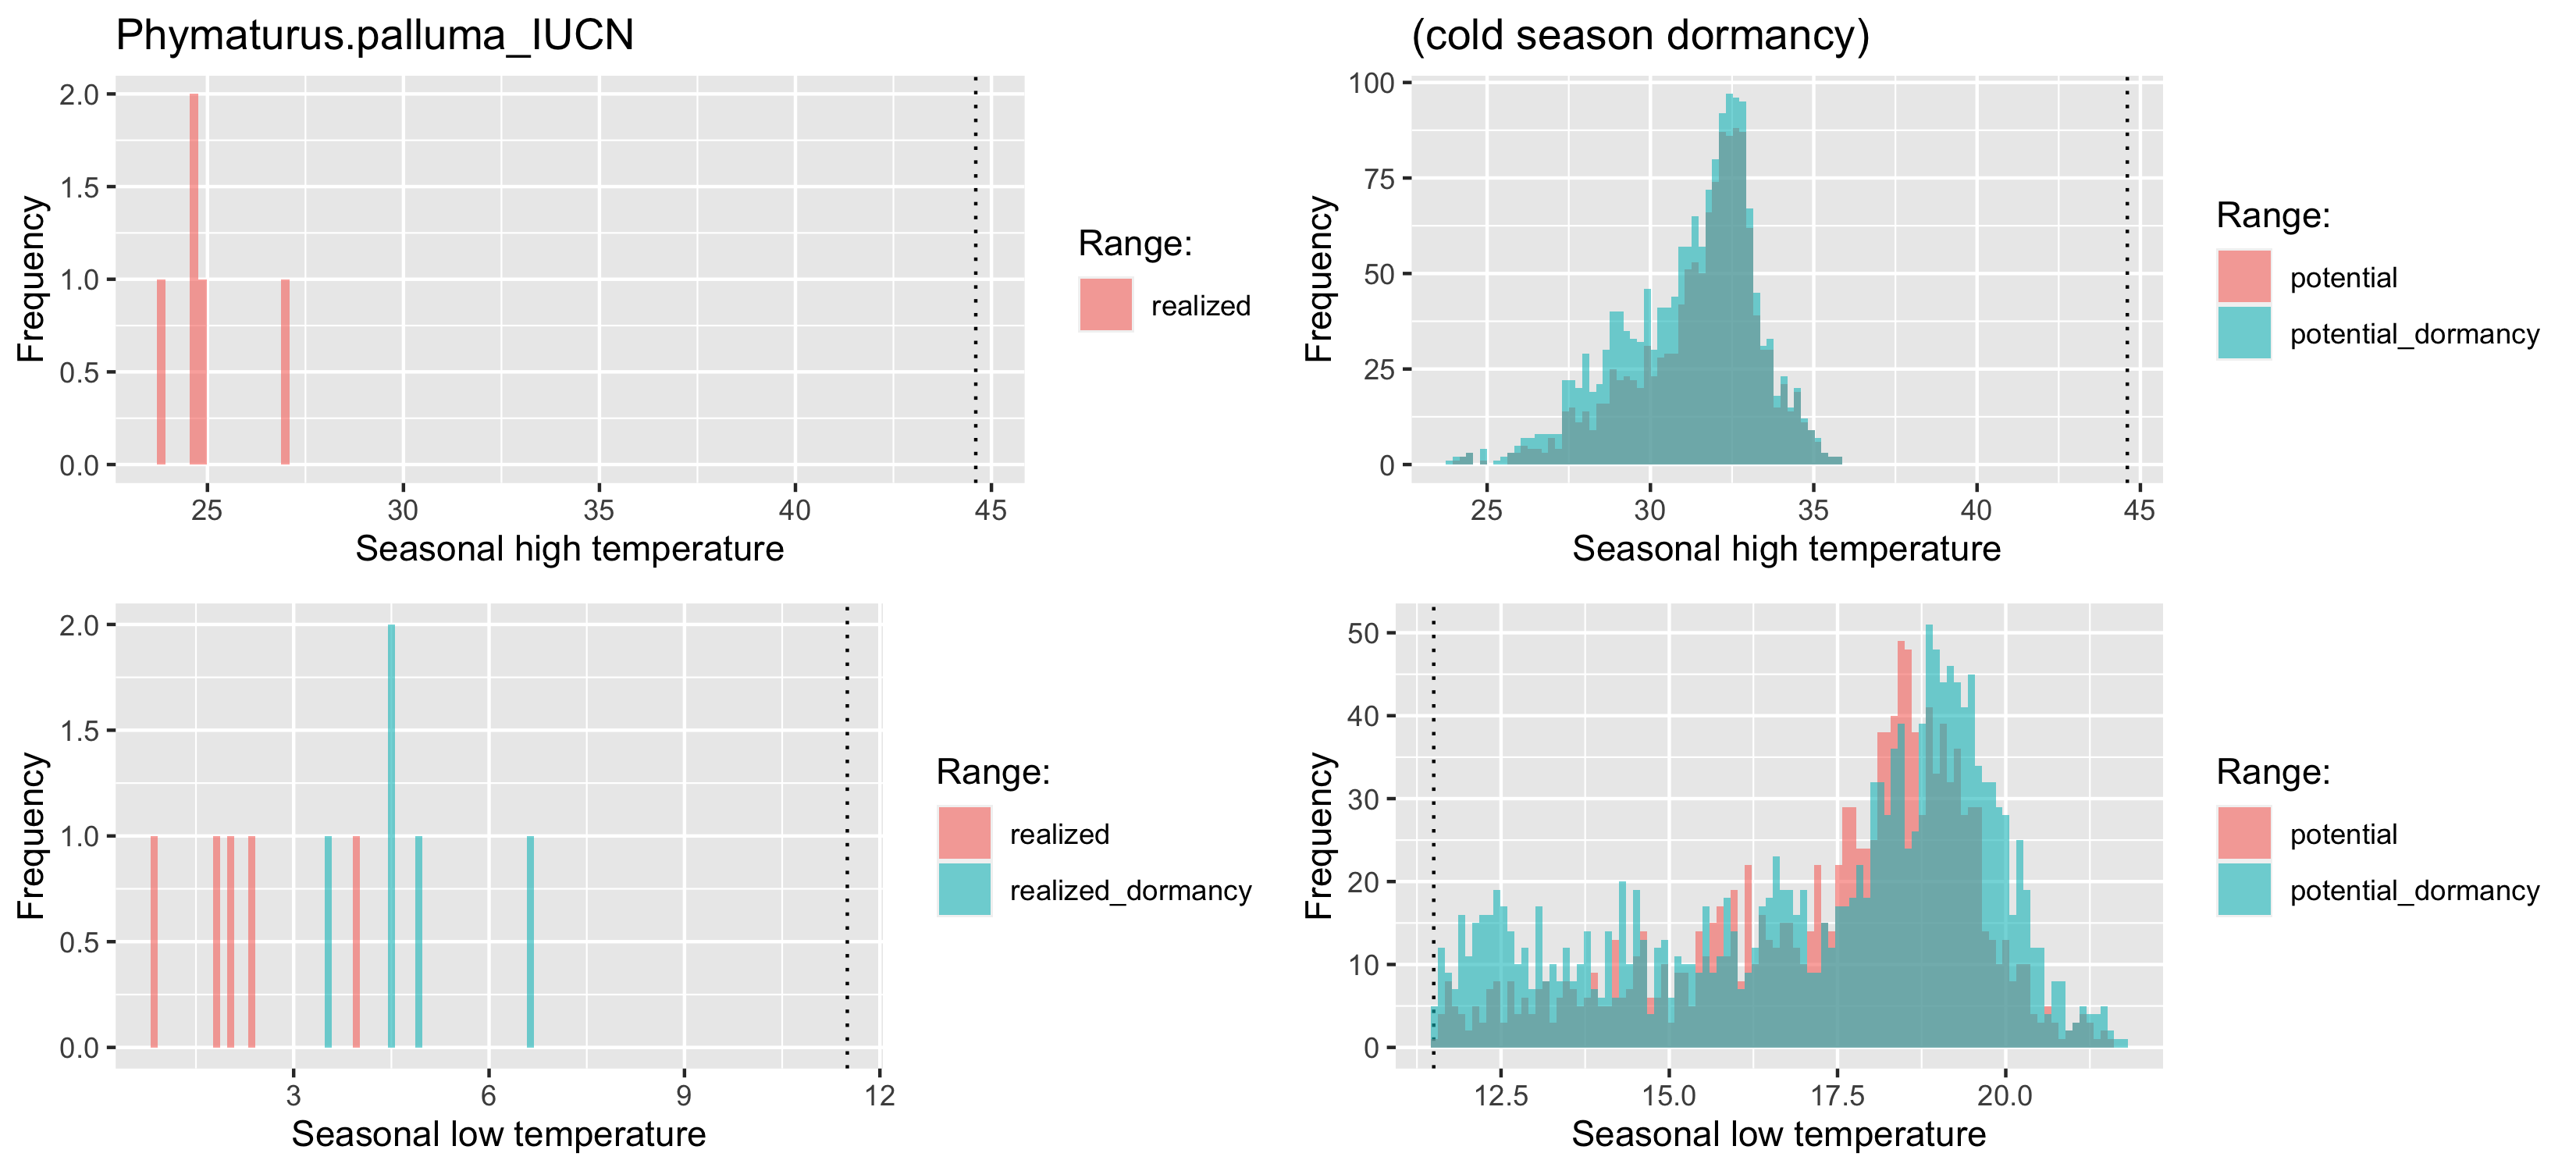 Phymaturus.palluma_IUCN
(cold season dormancy)
2.0
1.5
1.0
0.5
0.0
Frequency
25
30
35
40
45
Seasonal high temperature
Range:
realized
100
75
50
25
0
Frequency
25
30
35
40
45
Seasonal high temperature
Range:
potential
potential_dormancy
2.0
1.5
1.0
0.5
0.0
Frequency
3
6
9
12
Seasonal low temperature
Range:
realized
realized_dormancy
50
40
30
20
10
0
Frequency
12.5
15.0
17.5
20.0
Seasonal low temperature
Range:
potential
potential_dormancy